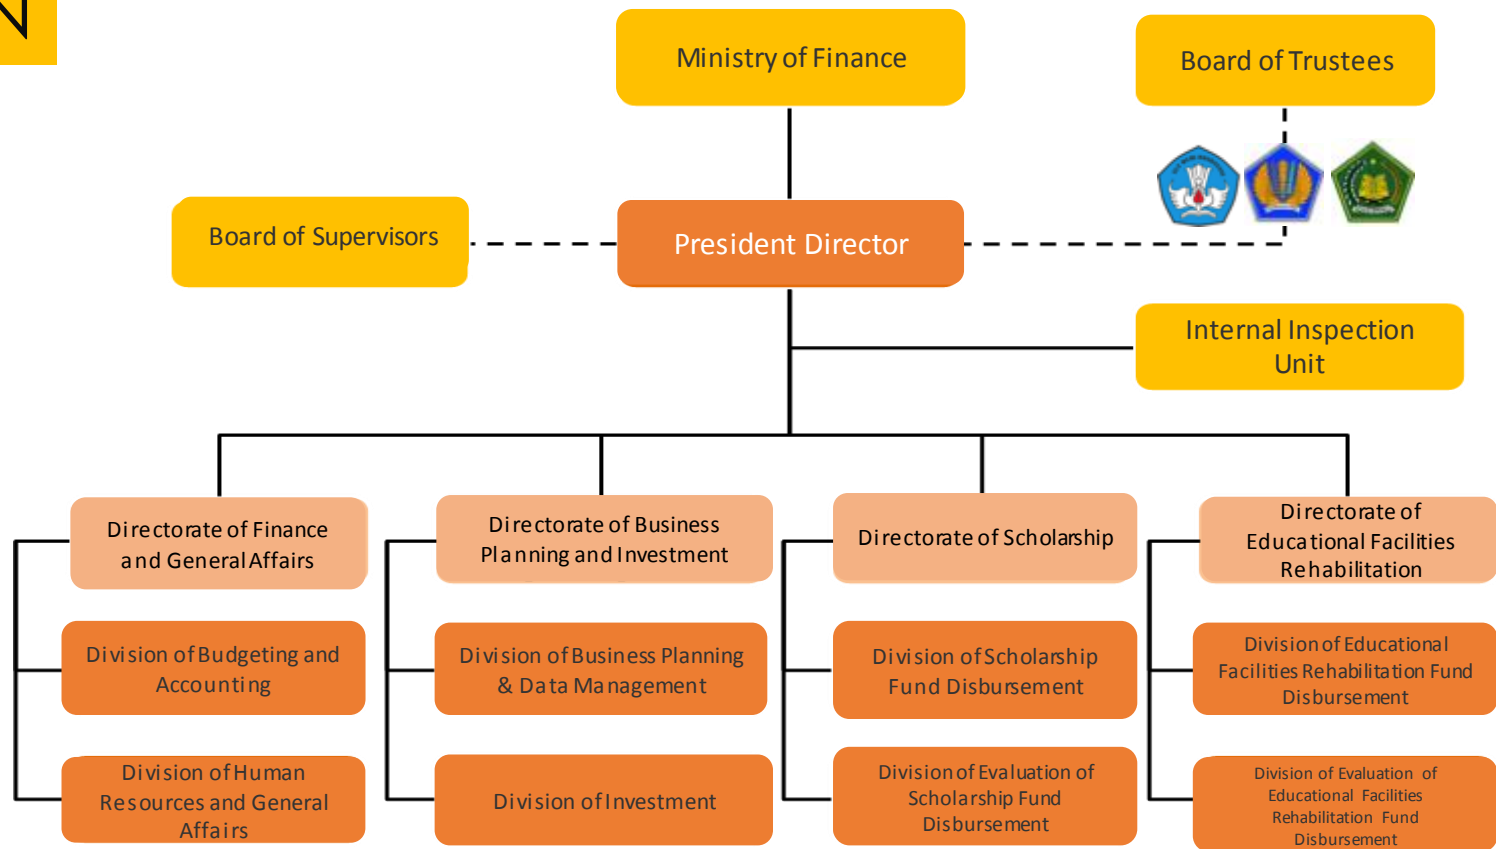 Ministry of Finance
Board of Trustees
Board of Supervisors
President Director
Internal Inspection
Unit
Directorate of Finance
and General Affairs
Directorate of Business
Planning and Investment
Directorate of Scholarship
Directorate of
Educational Facilities
Rehabilitation
Division of Budgeting and
Accounting
Division of Business Planning
& Data Management
Division of Scholarship
Fund Disbursement
Division of Educational
Facilities Rehabilitation Fund
Disbursement
Division of Human
Resources and General
Affairs
Division of Investment
Division of Evaluation of
Scholarship Fund
Disbursement
Division of Evaluation of
Educational Facilities
Rehabilitation Fund
Disbursement